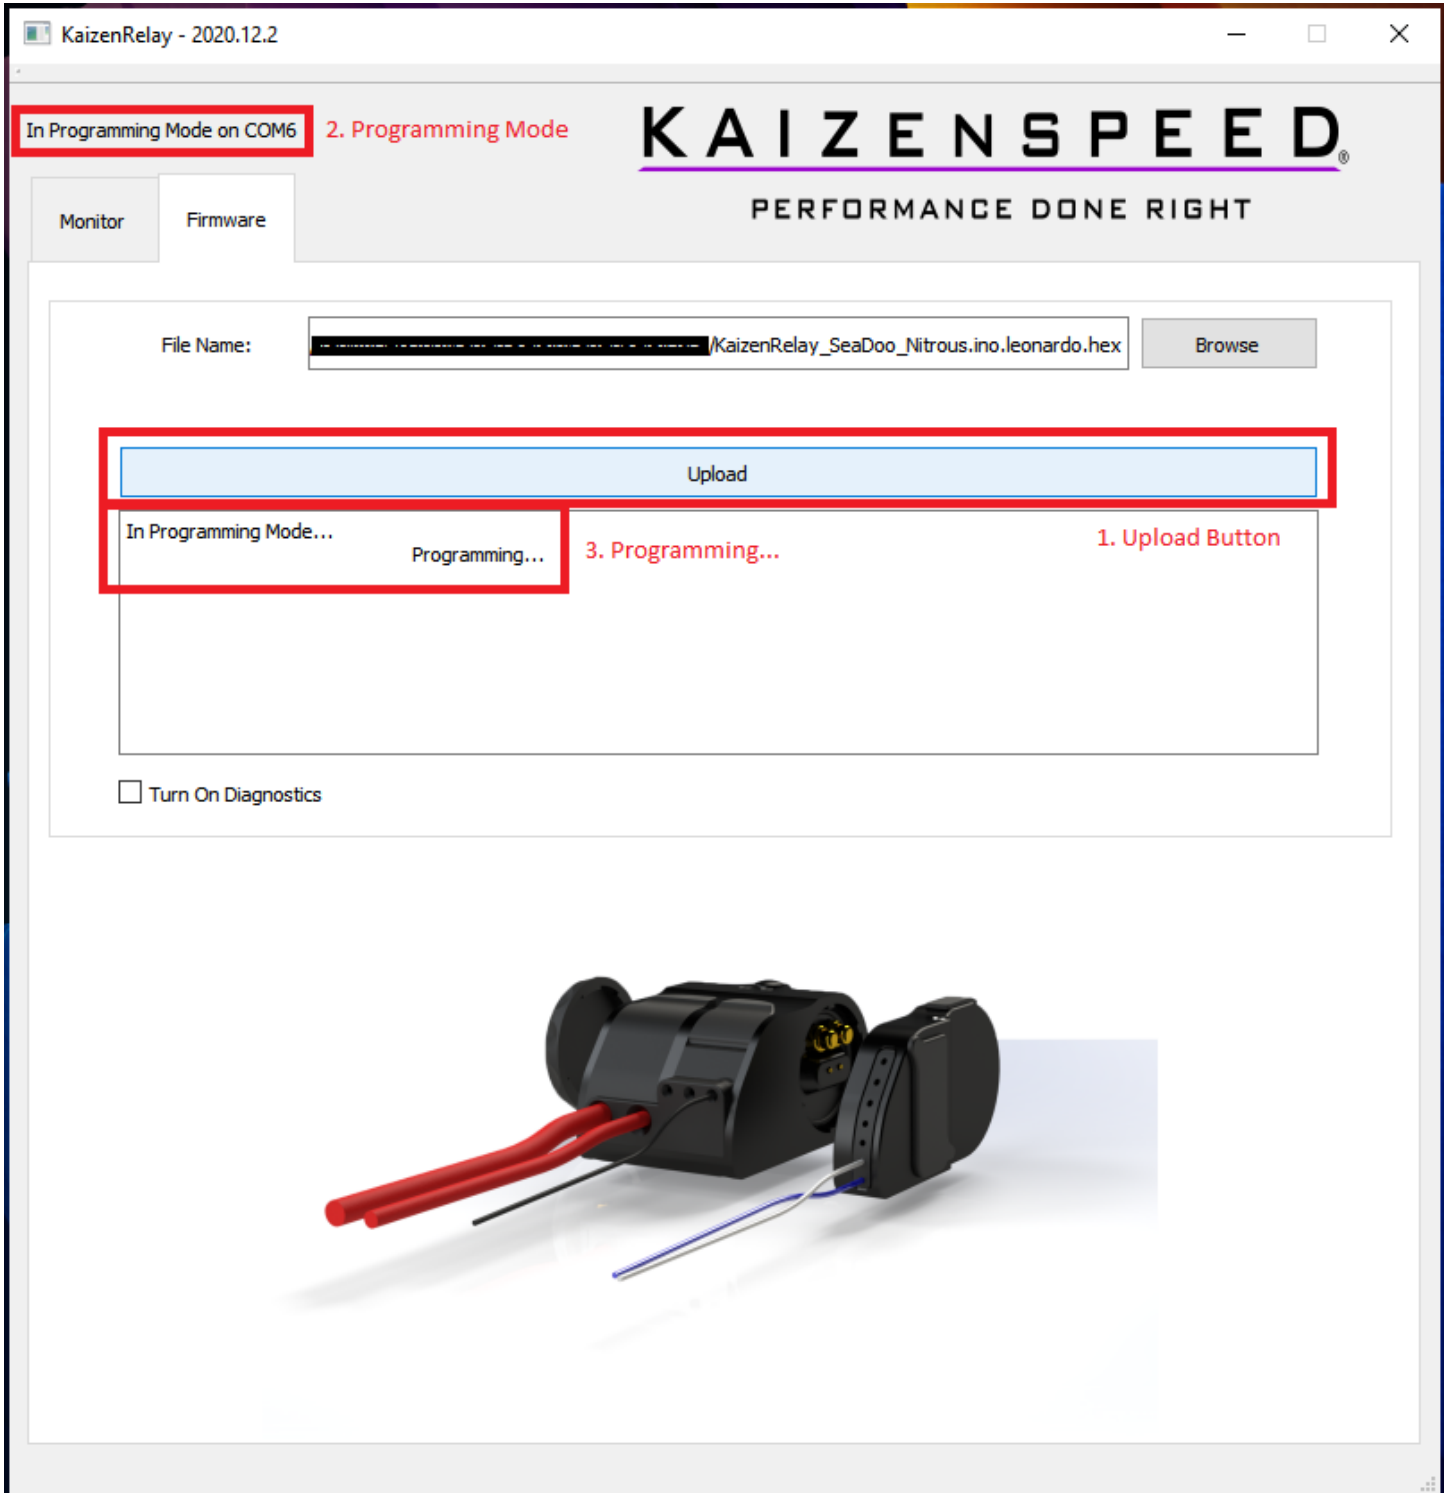 KaizenRelay - 2020.12.2
In Programming Mode on COM6
2. Programming Mode
KAIZENSPEED®
PERFORMANCE DONE RIGHT
Monitor
Firmware
File Name:
/KaizenRelay_SeaDoo_Nitrous.ino.leonardo.hex
Browse
Upload
In Programming Mode...
Programming...
3. Programming...
1. Upload Button
Turn On Diagnostics